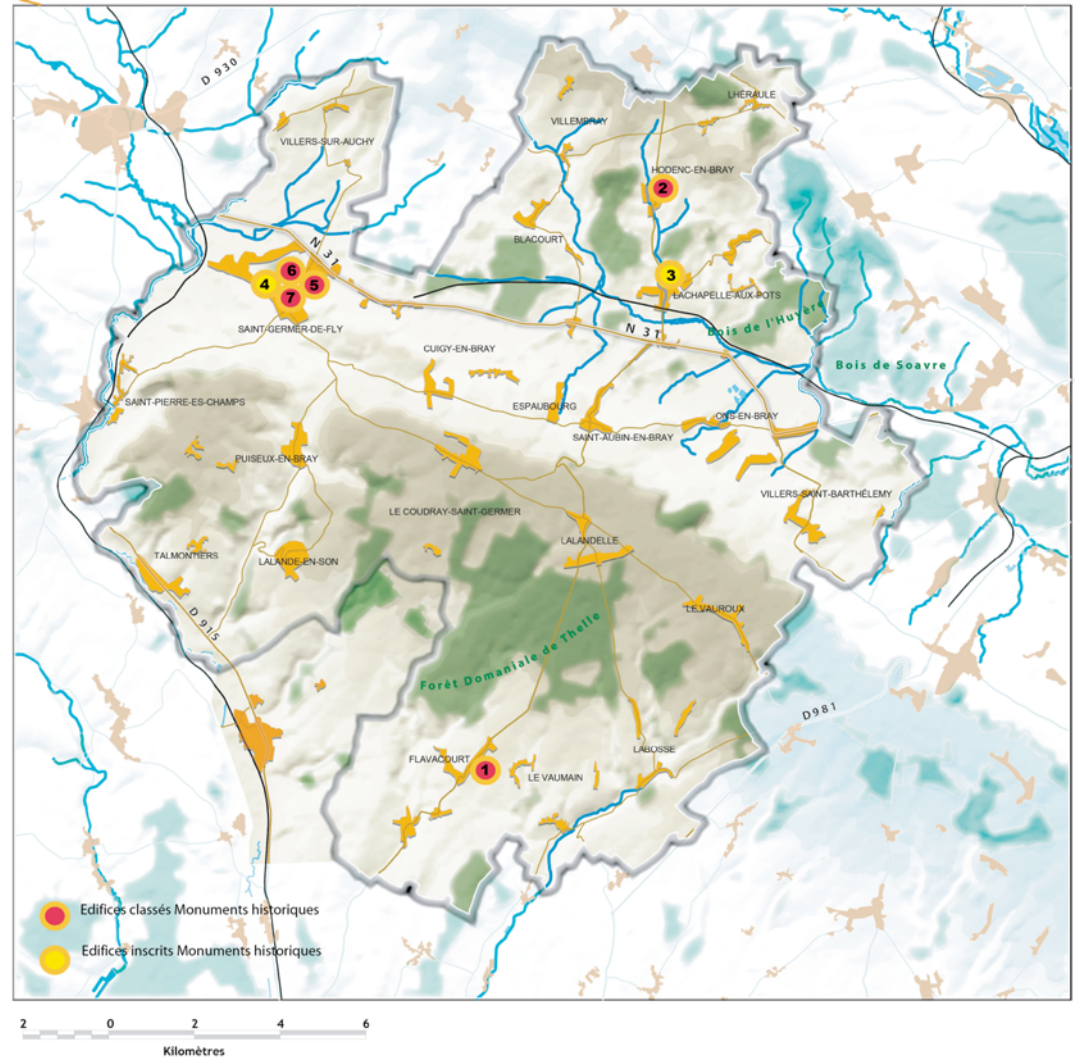 D 930
LHÉRAULE
VILLEMBRAY
VILLERS-SUR-AUCHY
HODENC-EN-BRAY
2
BLACOURT
N 31
6
3
4
5
7
LACHAPELLE-AUX-POTS
Bois de l'Huyère
SAINT-GERMER-DE-FLY
N 31
CUIGY-EN-BRAY
Bois de Soavre
SAINT-PIERRE-ES-CHAMPS
ESPAUBOURG
ONS-EN-BRAY
SAINT-AUBIN-EN-BRAY
PUISEUX-EN-BRAY
VILLERS-SAINT-BARTHÉLEMY
LE COUDRAY-SAINT-GERMER
LALANDELLE
TALMONTIERS
LALANDE-EN-SON
LE VAUROUX
D 915
Forêt Domaniale de Thelle
D981
LABOSSE
FLAVACOURT
1
LE VAUMAIN
Edifices classés Monuments historiques
Edifices inscrits Monuments historiques
2 0 2 4 6
Kilomètres